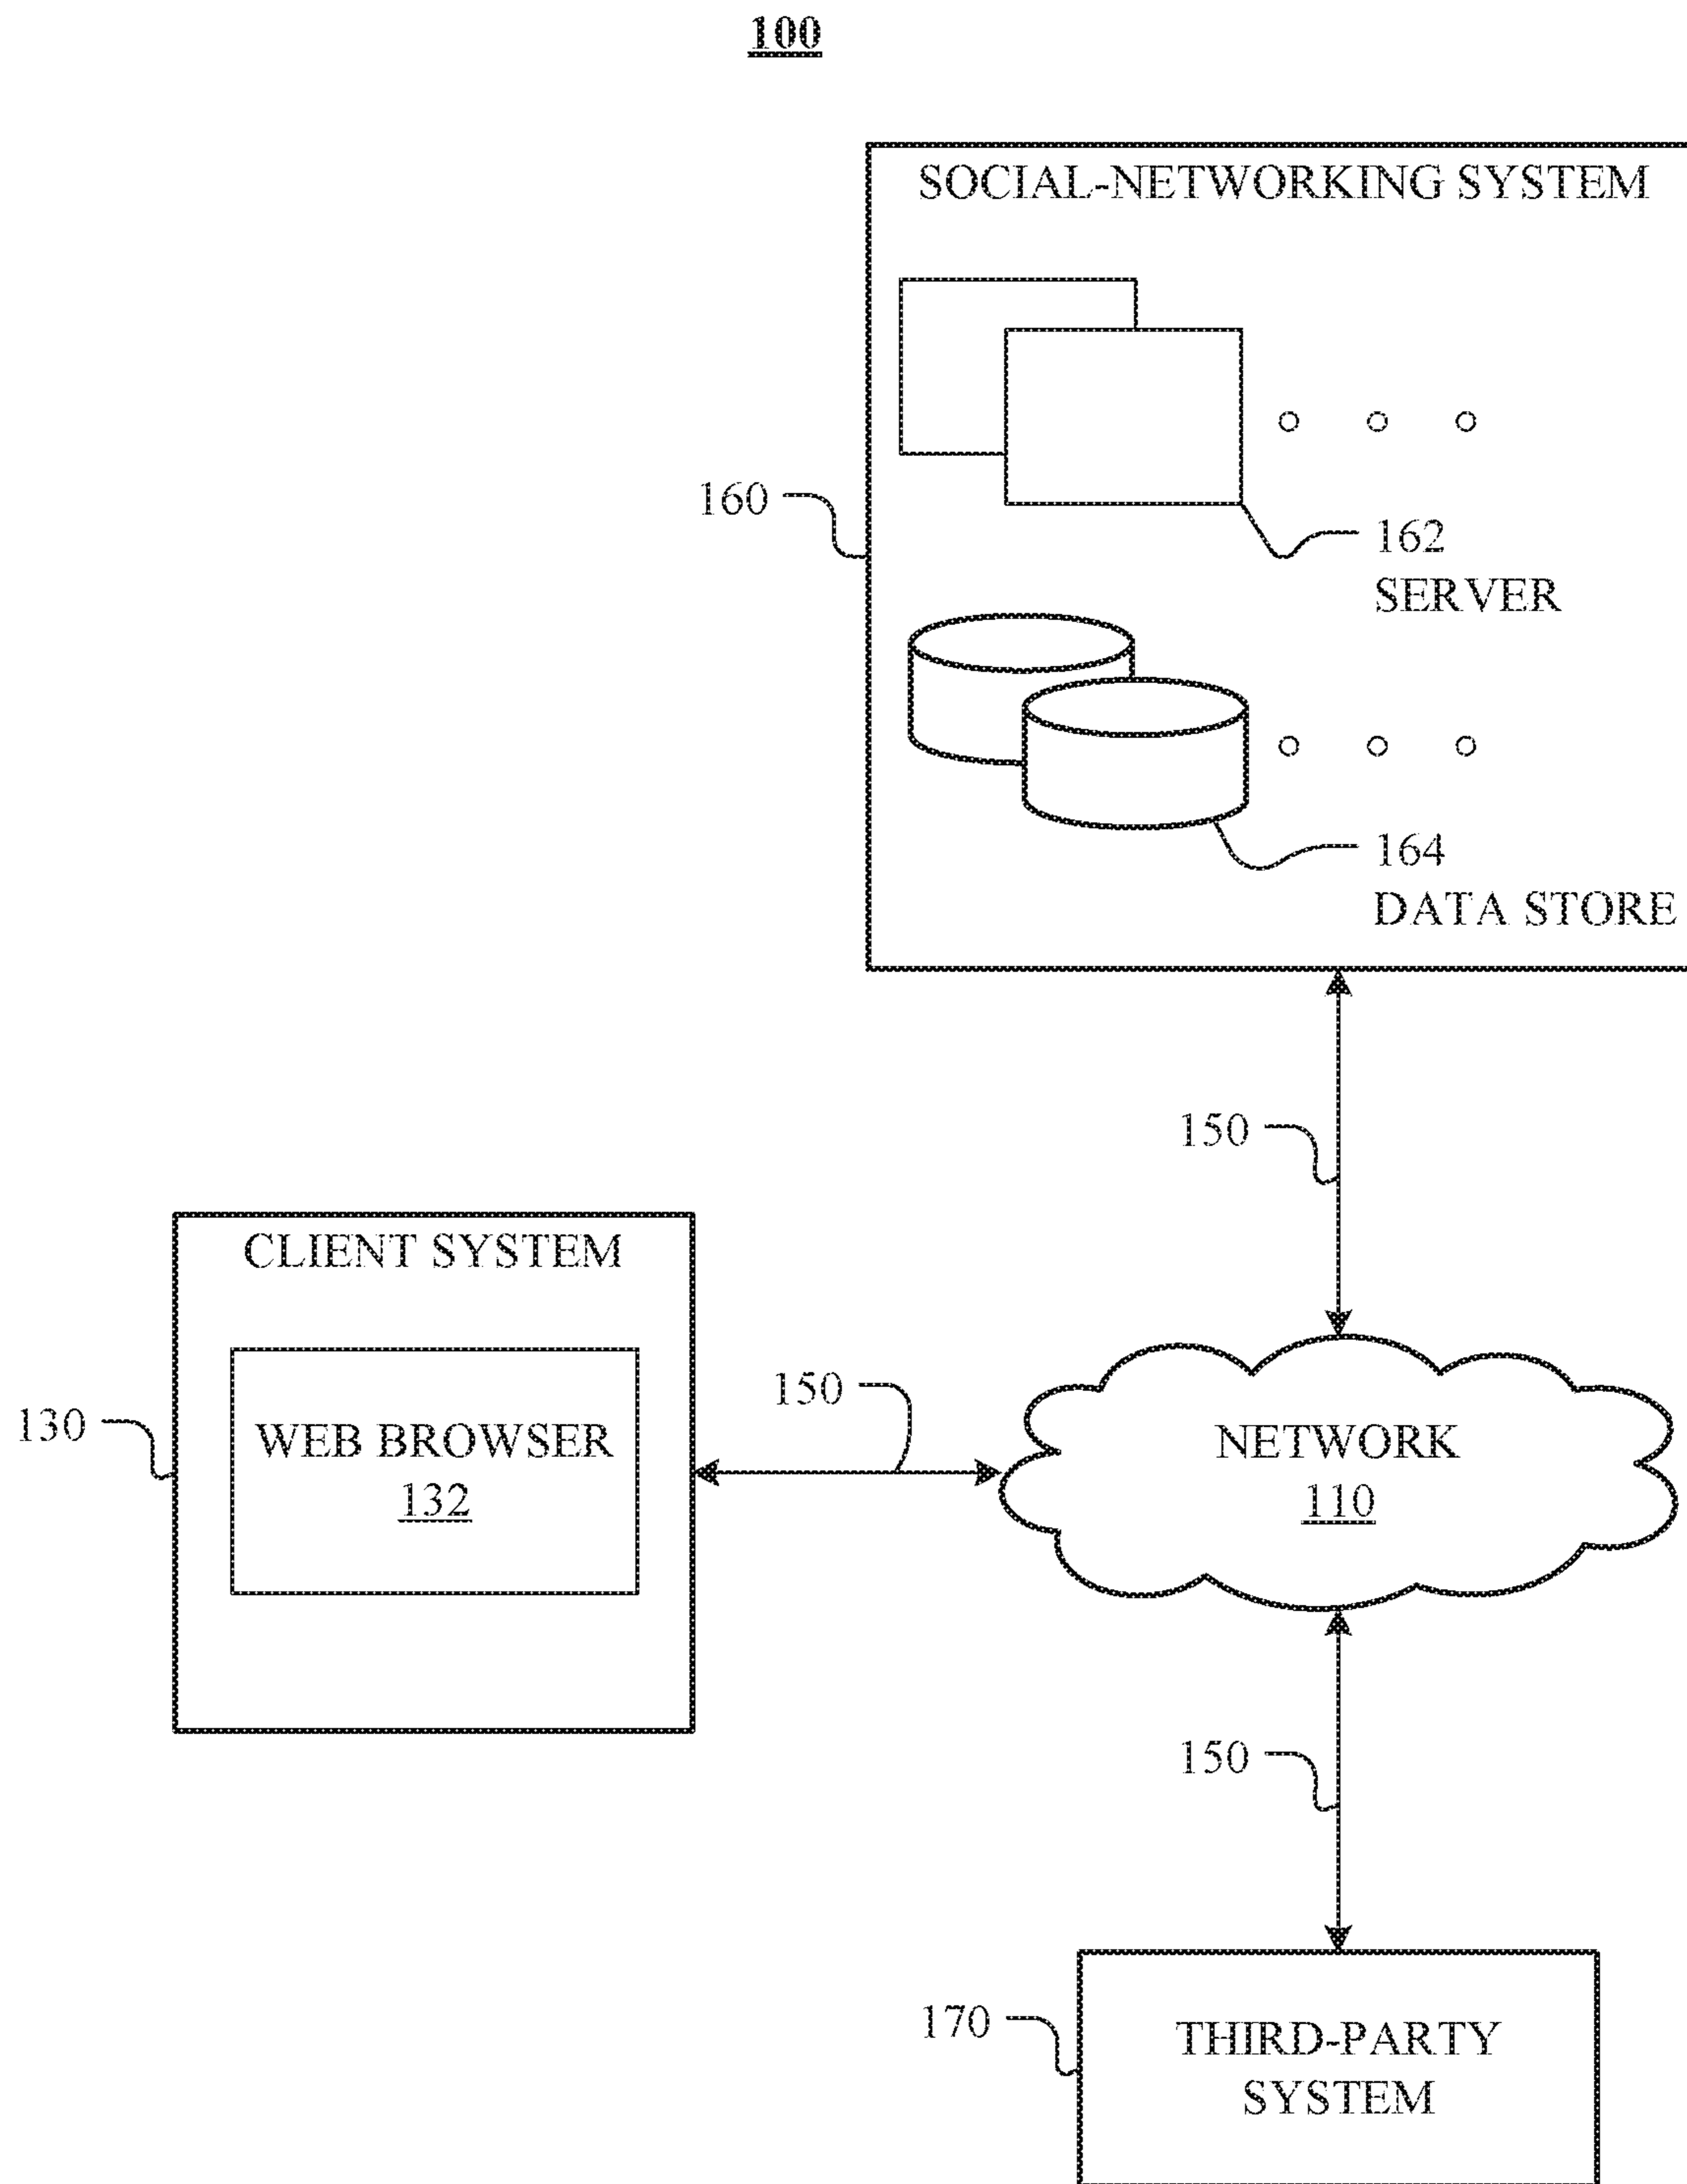 100
SOCIAL-NETWORKING SYSTEM
160
162
SERVER
164
DATA STORE
150
CLIENT SYSTEM
130
WEB BROWSER
132
150
NETWORK
110
150
170
THIRD-PARTY
SYSTEM